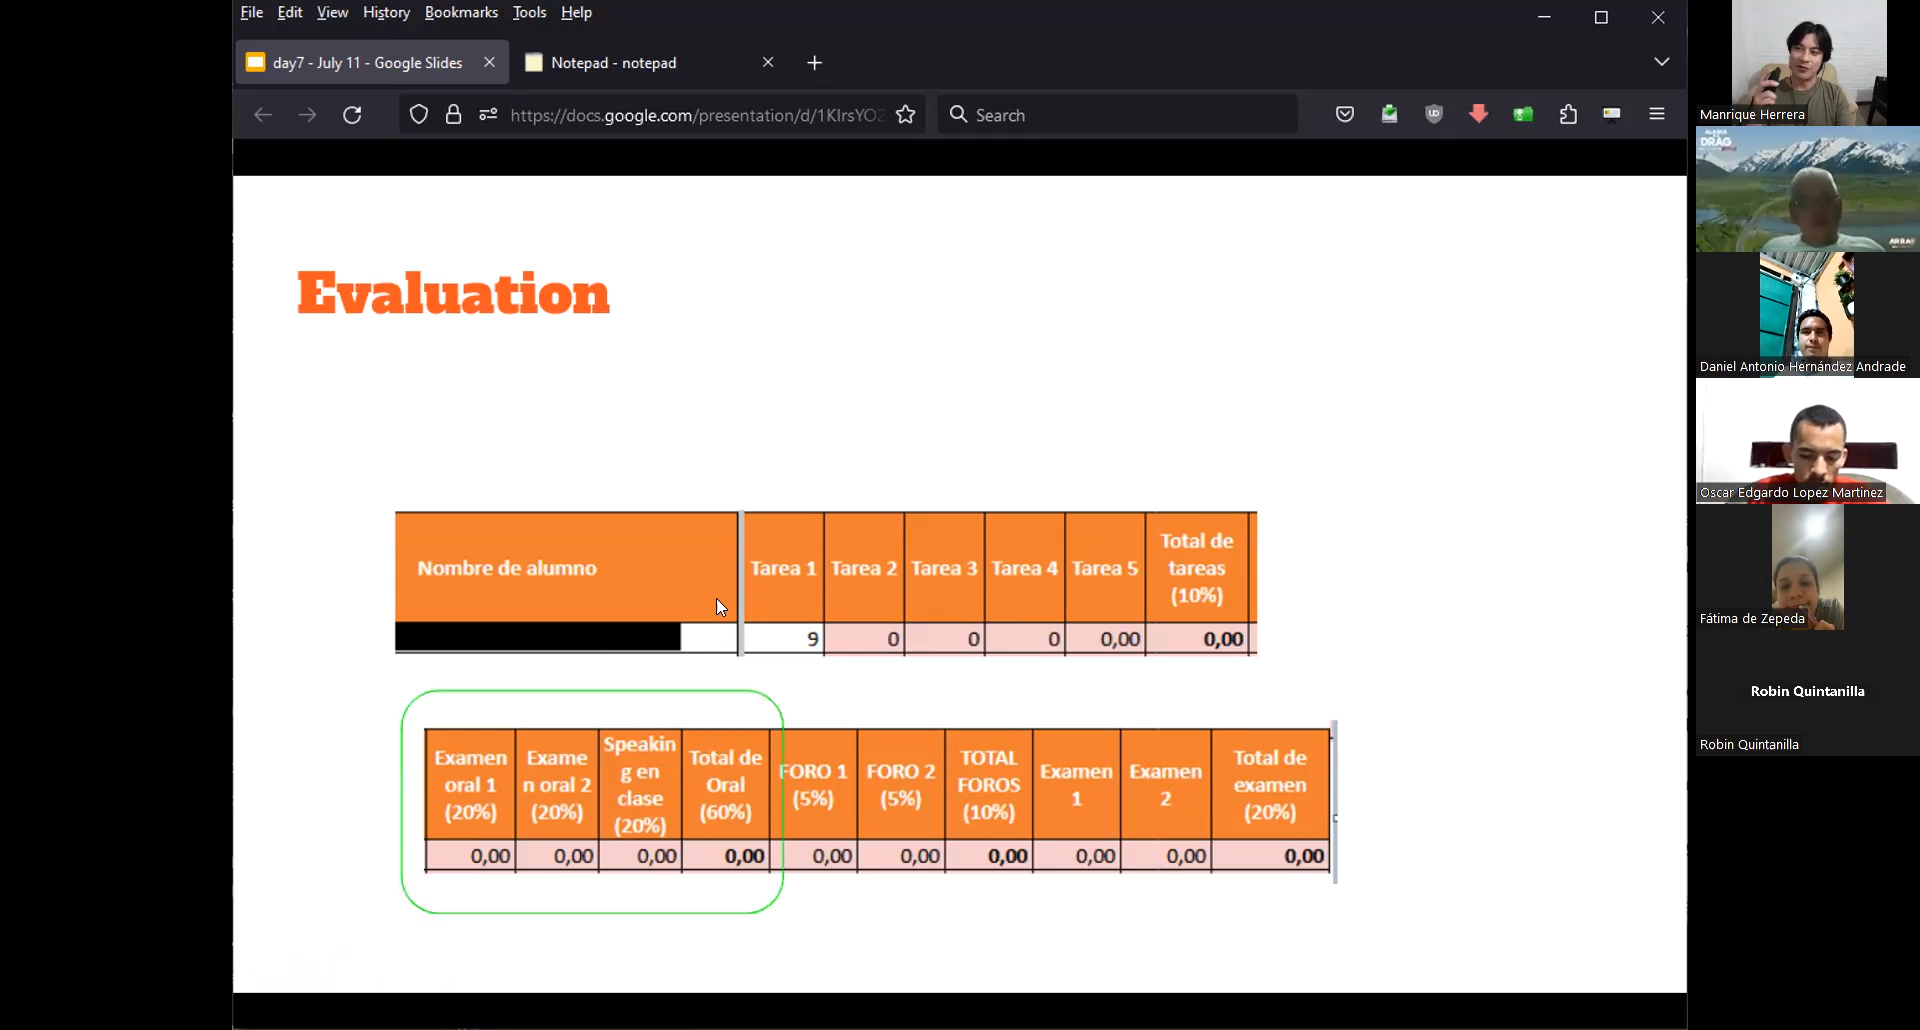 File Edit View History Bookmarks Tools Help
day7 - July 11 - Google Slides
Notepad - notepad
https://docs.google.com/presentation/d/1KIrsYO
Search
Evaluation
Nombre de alumno
Tarea 1
Tarea 2
Tarea 3
Tarea 4
Tarea 5
Total de
tareas
(10%)
9
0
0
0
0,00
0,00
Examen
oral 1
(20%)
Exame
n oral 2
(20%)
Speakin
g en
clase
(20%)
Total de
Oral
(60%)
FORO 1
(5%)
FORO 2
(5%)
TOTAL
FOROS
(10%)
Examen
1
Examen
2
Total de
examen
(20%)
0,00
0,00
0,00
0,00
0,00
0,00
0,00
0,00
0,00
0,00
Manrique Herrera
ALASKA
DRAG
Daniel Antonio Hernández Andrade
Oscar Edgardo Lopez Martinez
Fátima de Zepeda
Robin Quintanilla
Robin Quintanilla